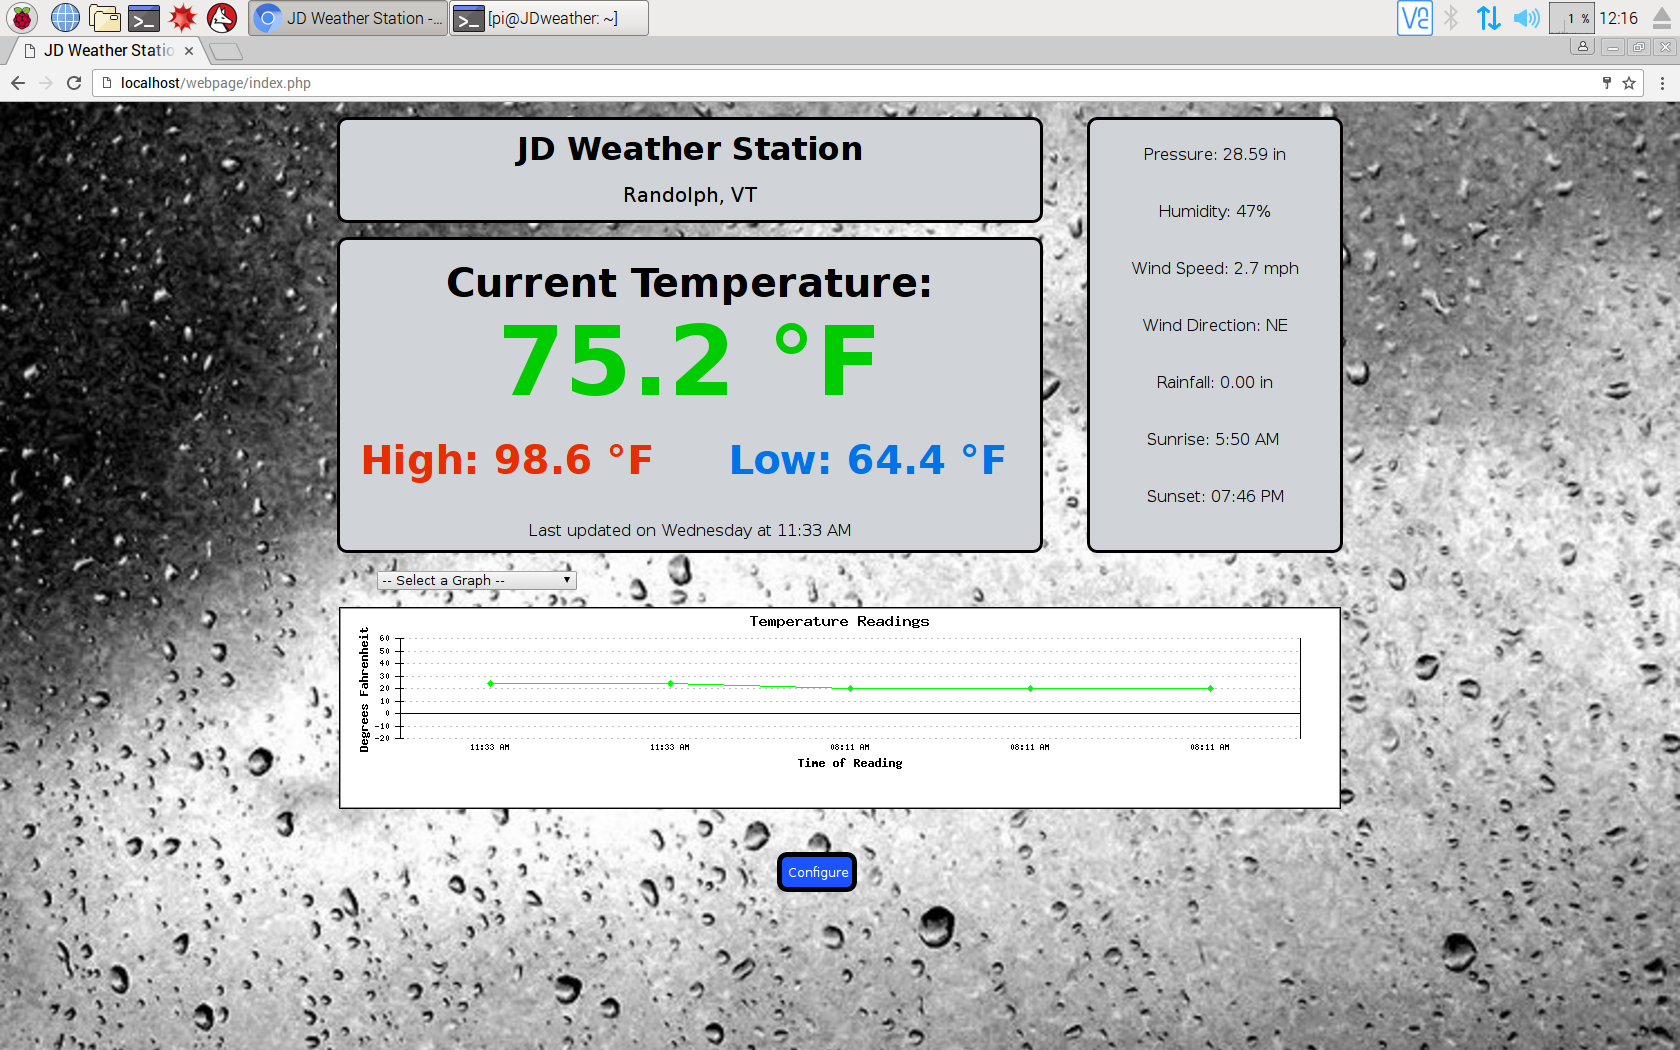 JD Weather Station -...
[pi@JDweather: ~]
1 %
12:16
JD Weather Statio
localhost/webpage/index.php
JD Weather Station
Randolph, VT
Current Temperature:
75.2 °F
High: 98.6 °F
Low: 64.4 °F
Last updated on Wednesday at 11:33 AM
Pressure: 28.59 in
Humidity: 47%
Wind Speed: 2.7 mph
Wind Direction: NE
Rainfall: 0.00 in
Sunrise: 5:50 AM
Sunset: 07:46 PM
-- Select a Graph --
Temperature Readings
Degrees Fahrenheit
60
50
40
30
20
10
0
-10
-20
11:33 AM
11:33 AM
08:11 AM
08:11 AM
08:11 AM
Time of Reading
Configure